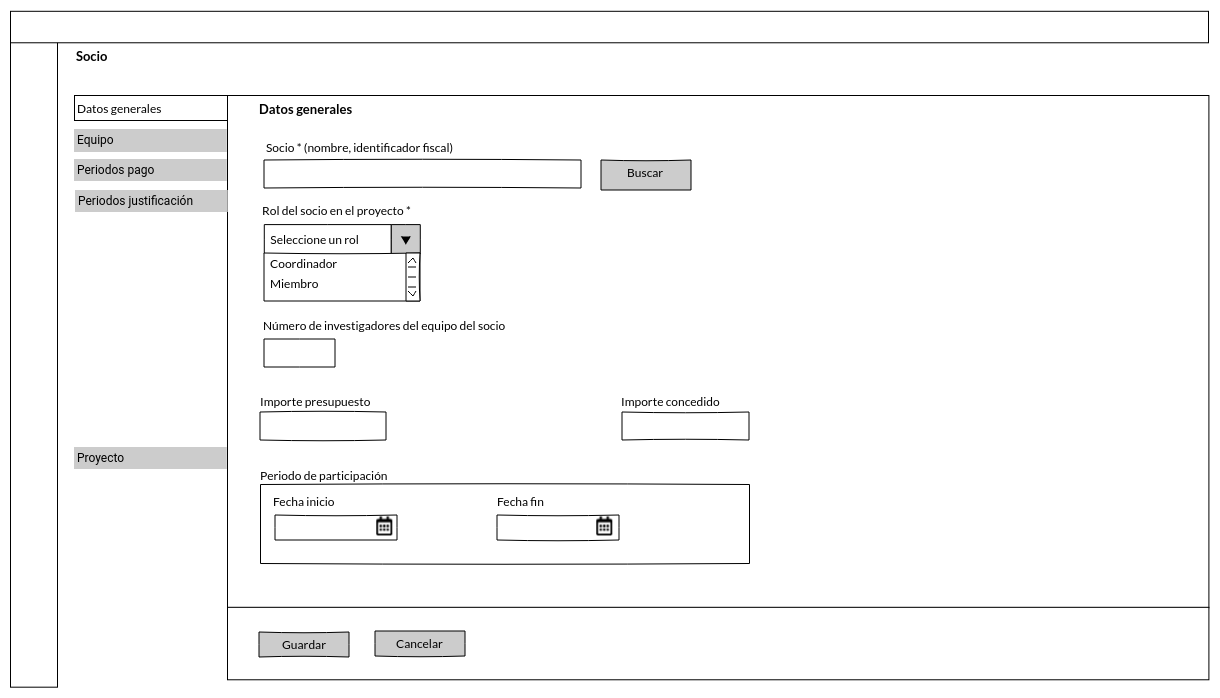 Socio
Datos generales
Equipo
Periodos pago
Periodos justificación
Proyecto
Datos generales
Socio * (nombre, identificador fiscal)
Buscar
Rol del socio en el proyecto *
Seleccione un rol
Coordinador
Miembro
Número de investigadores del equipo del socio
Importe presupuesto
Importe concedido
Periodo de participación
Fecha inicio
Fecha fin
Guardar
Cancelar